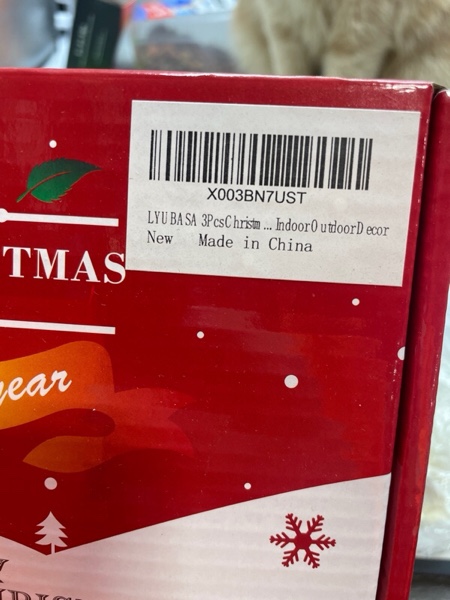 X003BN7UST
LYUBASA 3PcsChristm ... IndoorOutdoorDecor
New Made in China
TMAS
year